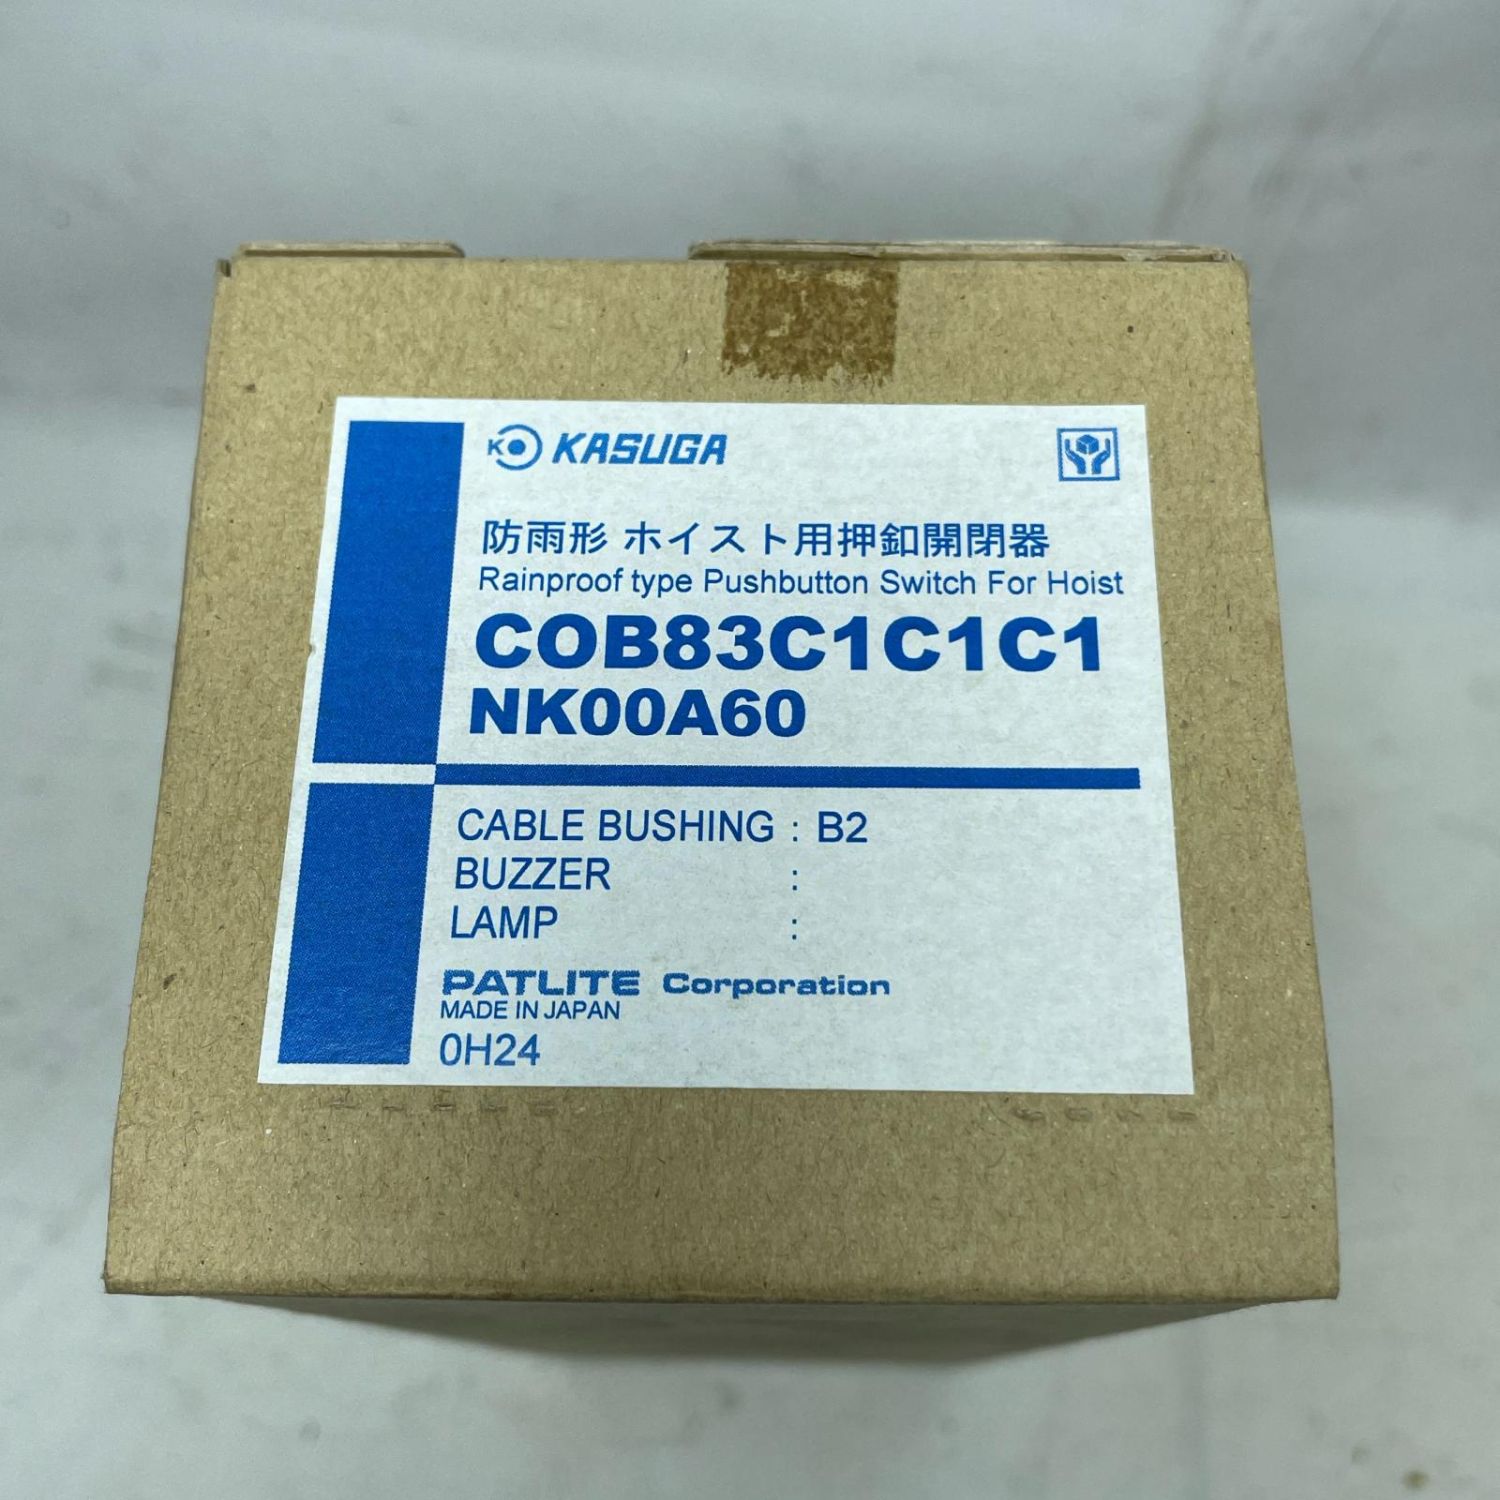 KO KASUGA
防雨形 ホイスト用押釦開閉器
Rainproof type Pushbutton Switch For Hoist
COB83C1C1C1
NK00A60
CABLE BUSHING : B2
BUZZER :
LAMP :
PATLITE Corporation
MADE IN JAPAN
0H24